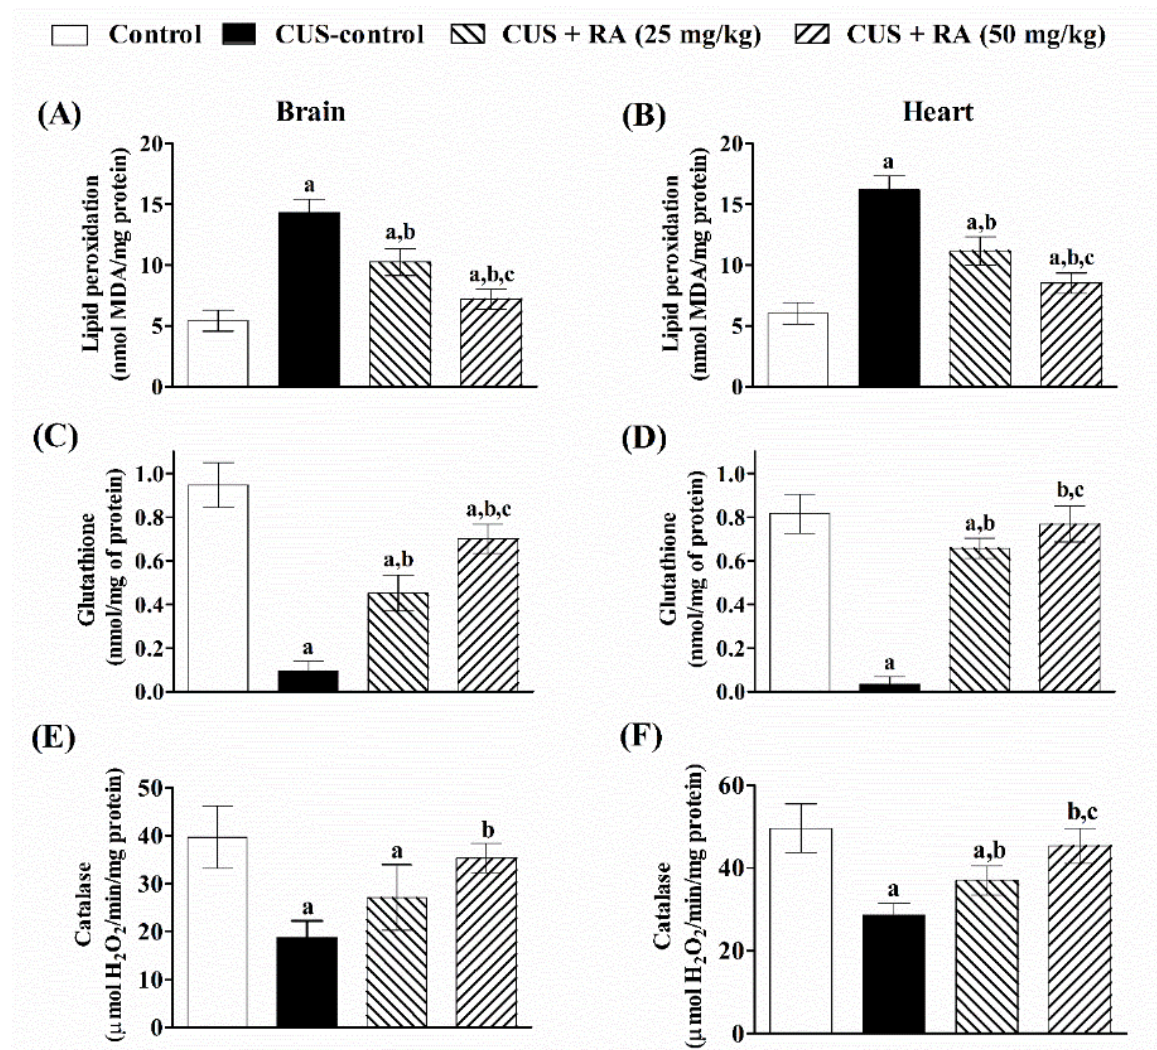 Control CUS-control CUS + RA (25 mg/kg) CUS + RA (50 mg/kg)
(A) Brain
Lipid peroxidation
(nmol MDA/mg protein)
20
15
10
5
0
a
a,b
a,b,c
(B) Heart
Lipid peroxidation
(nmol MDA/mg protein)
20
15
10
5
0
a
a,b
a,b,c
(C)
Glutathione
(nmol/mg of protein)
1.0
0.8
0.6
0.4
0.2
0.0
a
a,b
a,b,c
(D)
Glutathione
(nmol/mg of protein)
1.0
0.8
0.6
0.4
0.2
0.0
a
a,b
b,c
(E)
Catalase
(µmol H₂O₂/min/mg protein)
50
40
30
20
10
0
a
a
b
(F)
Catalase
(µmol H₂O₂/min/mg protein)
60
40
20
0
a
a,b
b,c